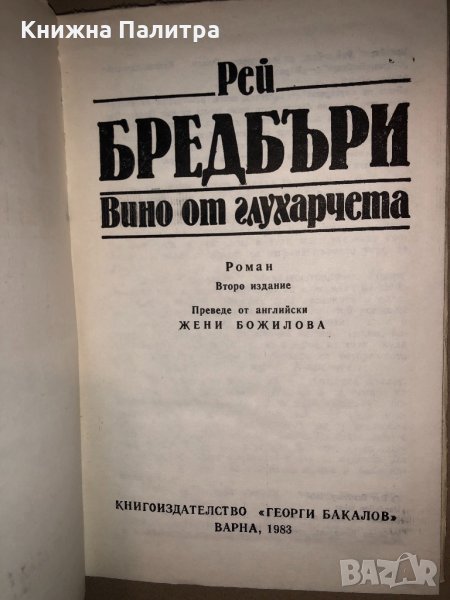 Книжна Палитра
Рей
БРЕДБЪРИ
Вино от глухарчета
Роман
Второ издание
Преведе от английски
ЖЕНИ БОЖИЛОВА
КНИГОИЗДАТЕЛСТВО «ГЕОРГИ БАКАЛОВ»
ВАРНА, 1983
BAZAR